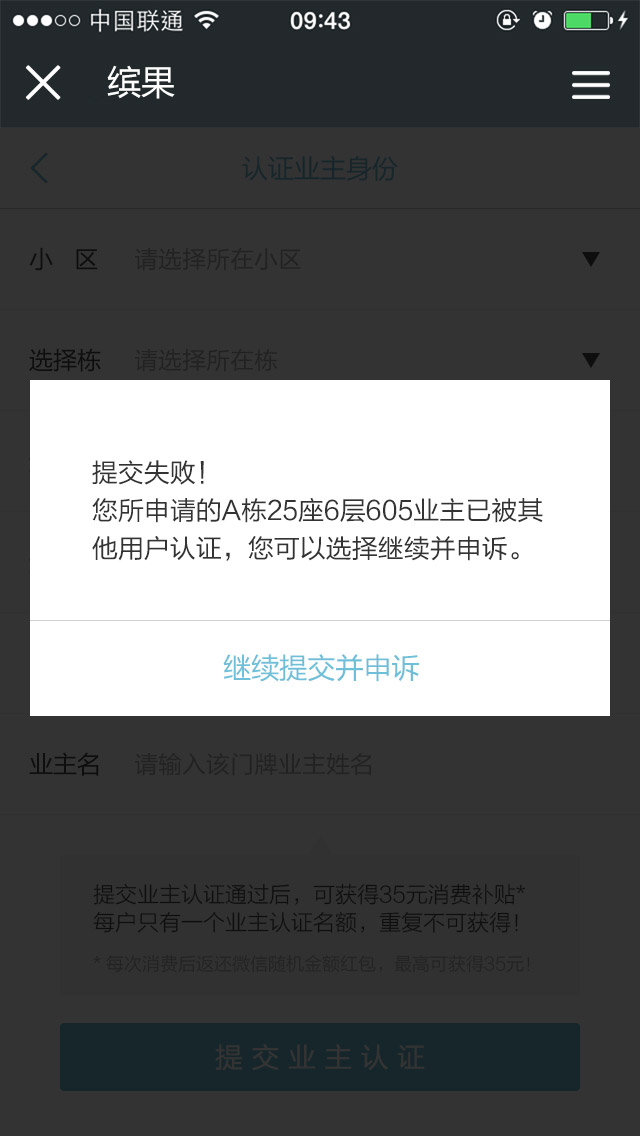 中国联通 09:43
缤果
认证业主身份
小 区 请选择所在小区
选择栋 请选择所在栋
提交失败！
您所申请的A栋25座6层605业主已被其
他用户认证，您可以选择继续并申诉。
继续提交并申诉
业主名 请输入该门牌业主姓名
提交业主认证通过后，可获得35元消费补贴*
每户只有一个业主认证名额，重复不可获得！
* 每次消费后返还微信随机金额红包，最高可获得35元！
提交业主认证